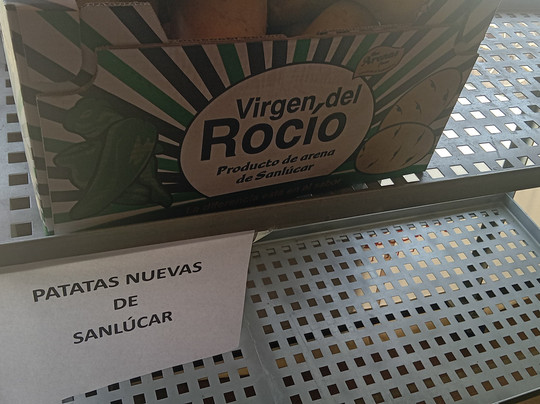 Virgen del
Rocío
Producto de arena
de Sanlúcar
PATATAS NUEVAS
DE
SANLÚCAR